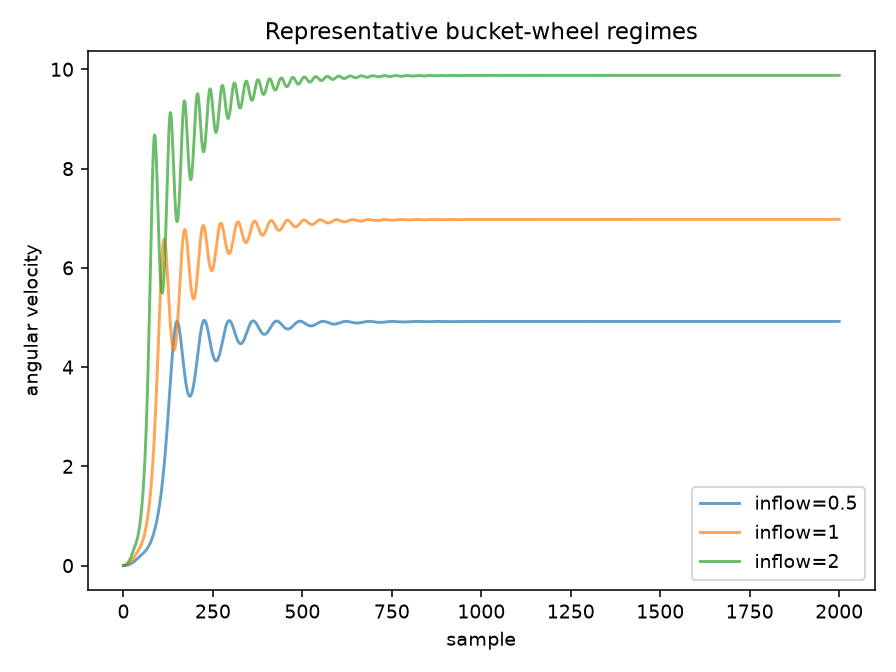 Representative bucket-wheel regimes
angular velocity
10
8
6
4
2
0
0 250 500 750 1000 1250 1500 1750 2000
sample
inflow=0.5
inflow=1
inflow=2